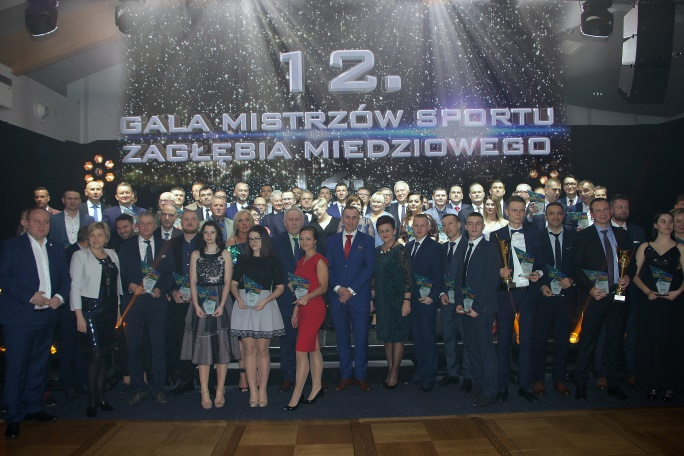 12.
GALA MISTRZÓW SPORTU
ZAGŁĘBIA MIEDZIOWEGO